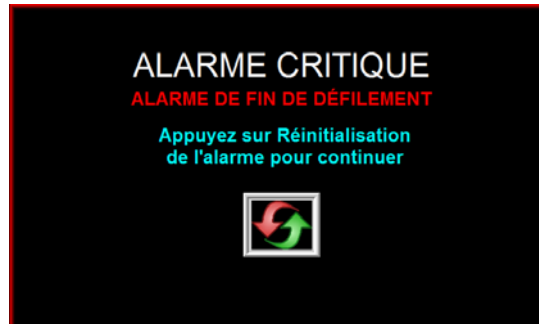 ALARME CRITIQUE
ALARME DE FIN DE DÉFILEMENT
Appuyez sur Réinitialisation
de l'alarme pour continuer